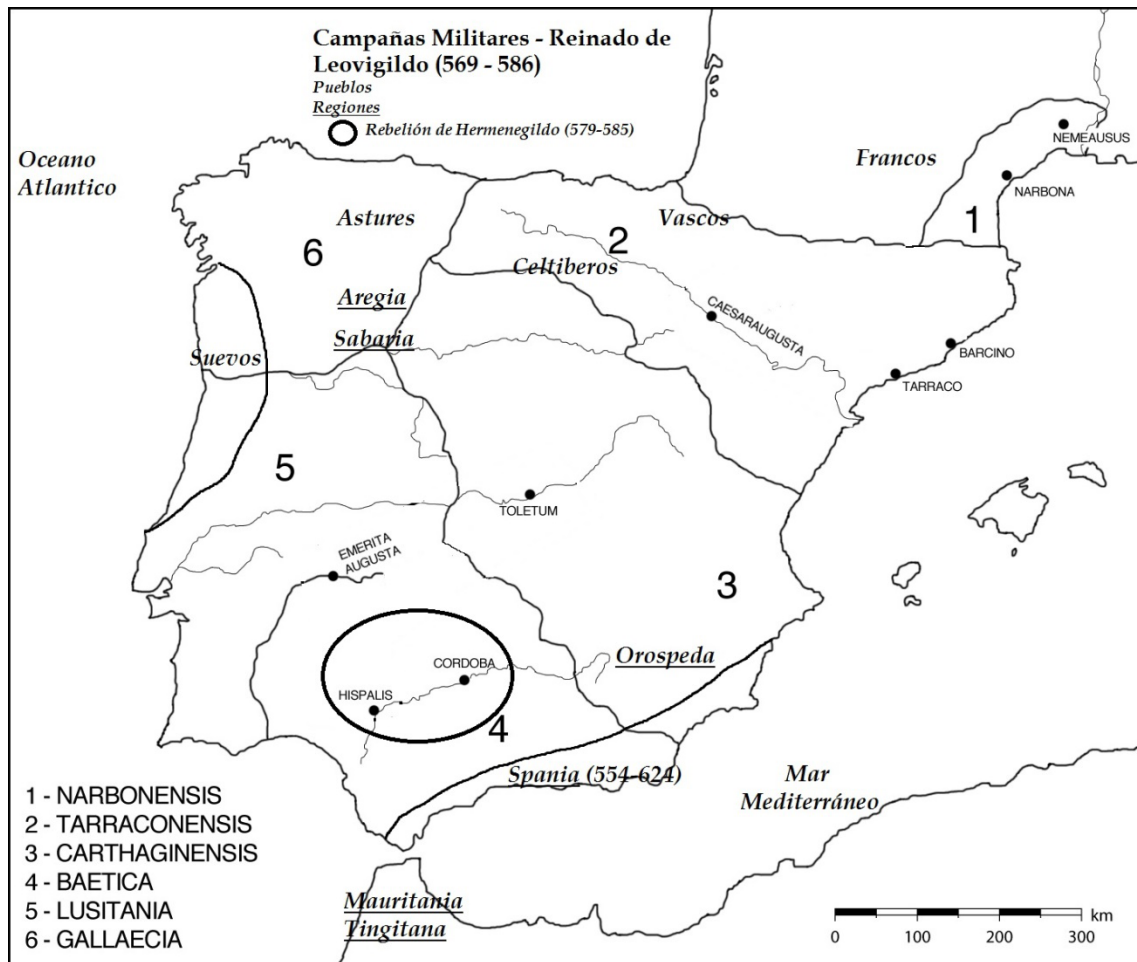 Campañas Militares - Reinado de
Leovigildo (569 - 586)
Pueblos
Regiones
Rebelión de Hermenegildo (579-585)
Oceano
Atlantico
Francos
NEMEAUSUS
NARBONA
1
Astures
Vascos
2
6
Celtiberos
Aregia
CAESARAUGUSTA
Sabaria
Suevos
BARCINO
TARRACO
5
TOLETUM
EMERITA
AUGUSTA
3
Orospeda
CORDOBA
HISPALIS
4
Spania (554-624)
Mar
Mediterráneo
1 - NARBONENSIS
2 - TARRACONENSIS
3 - CARTHAGINENSIS
4 - BAETICA
5 - LUSITANIA
6 - GALLAECIA
Mauritania
Tingitana
km
0 100 200 300